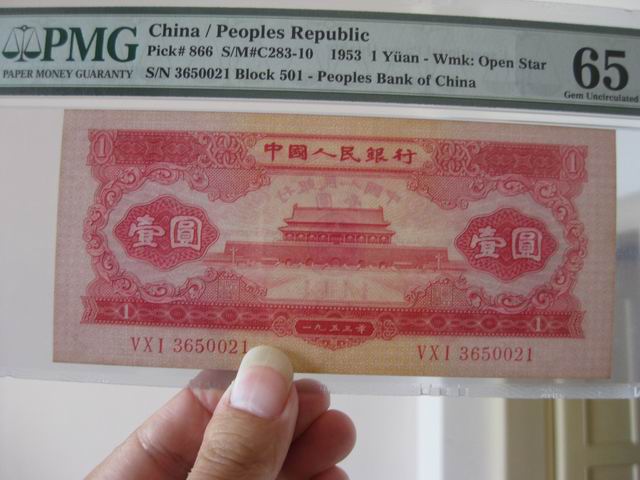 PMG
PAPER MONEY GUARANTY
China / Peoples Republic
Pick# 866 S/M#C283-10 1953 1 Yüan - Wmk: Open Star
S/N 3650021 Block 501 - Peoples Bank of China
65
Gem Uncirculated
中國人民銀行
1 1
壹圓 壹圓
1 一九五三年 1
VXI 3650021 VXI 3650021